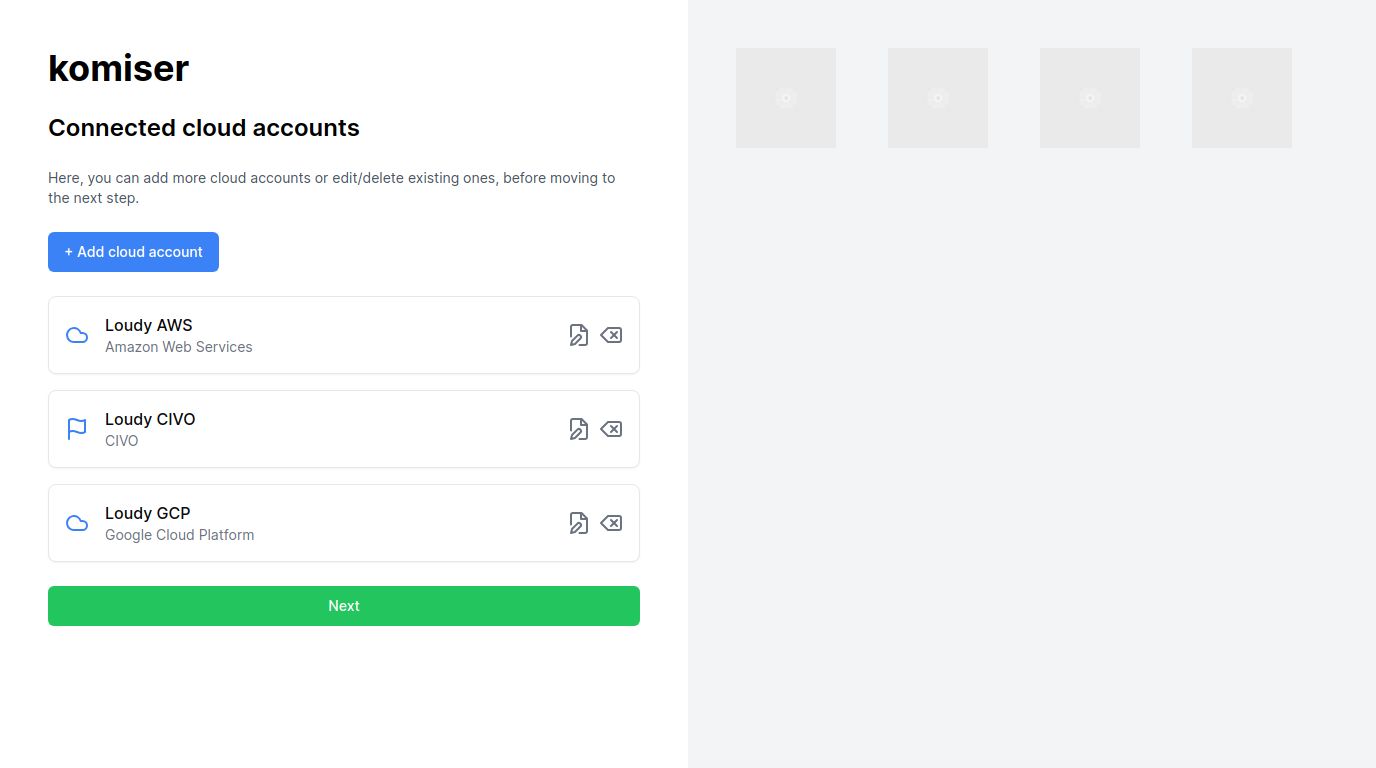 komiser
Connected cloud accounts
Here, you can add more cloud accounts or edit/delete existing ones, before moving to
the next step.
+ Add cloud account
Loudy AWS
Amazon Web Services
Loudy CIVO
CIVO
Loudy GCP
Google Cloud Platform
Next